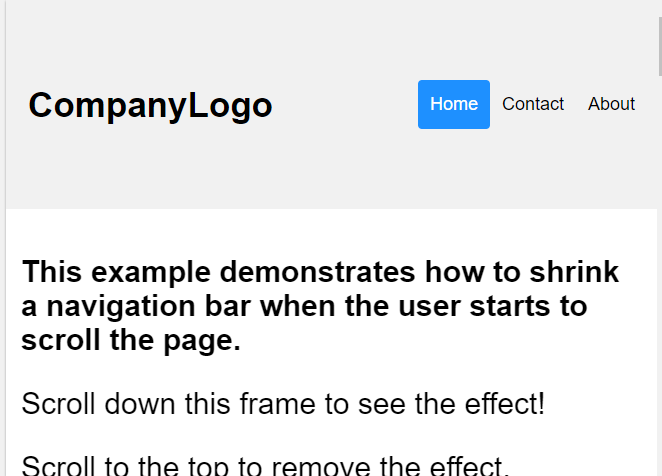 CompanyLogo
Home Contact About
This example demonstrates how to shrink
a navigation bar when the user starts to
scroll the page.
Scroll down this frame to see the effect!
Scroll to the top to remove the effect.